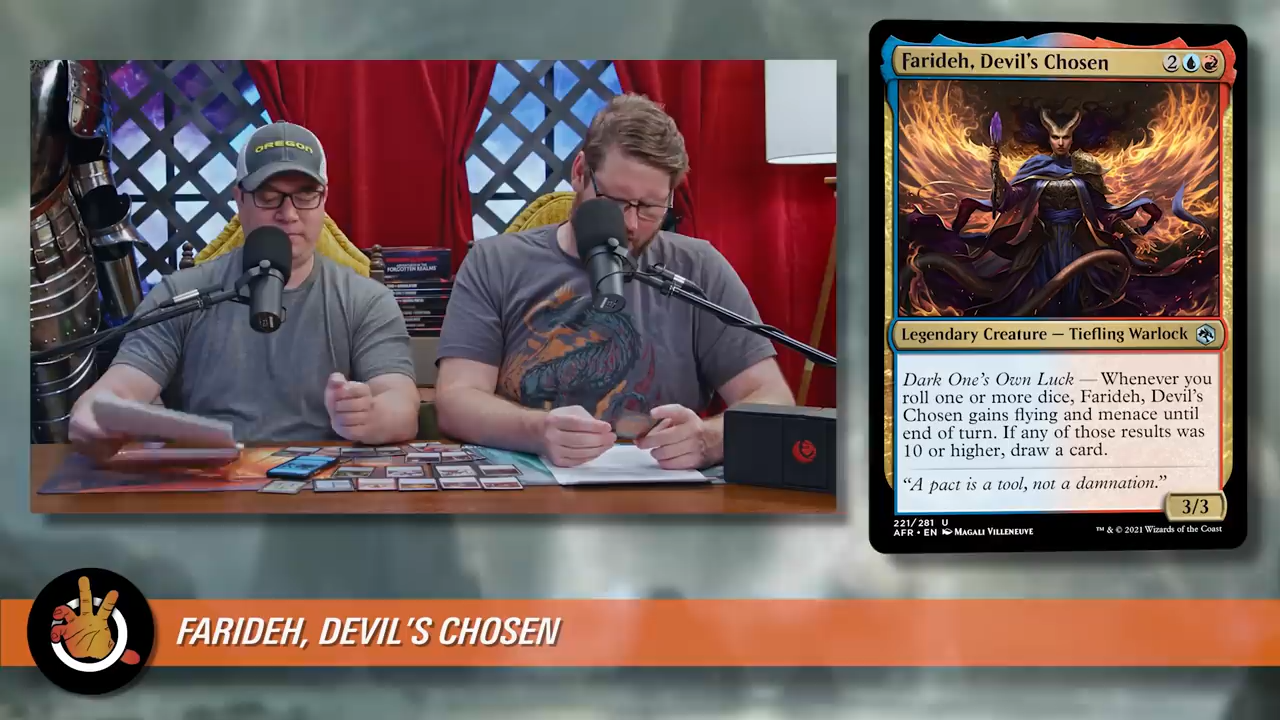 OREGON
FORGOTTEN REALMS
Farideh, Devil's Chosen
2
Legendary Creature — Tiefling Warlock
Dark One's Own Luck — Whenever you
roll one or more dice, Farideh, Devil's
Chosen gains flying and menace until
end of turn. If any of those results was
10 or higher, draw a card.
"A pact is a tool, not a damnation."
3/3
221/281 U
AFR • EN MAGALI VILLENEUVE
™ & © 2021 Wizards of the Coast
FARIDEH, DEVIL'S CHOSEN